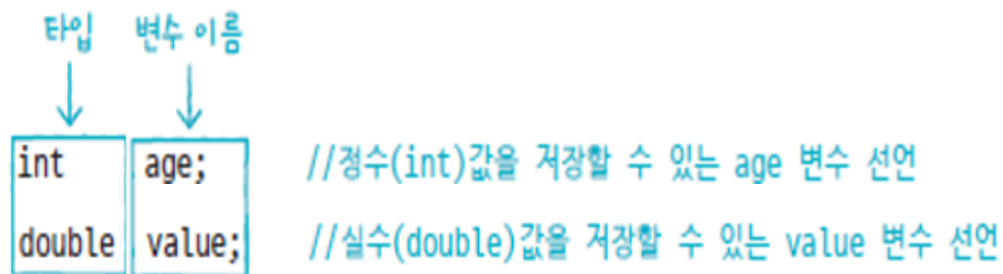 타입 변수 이름
int age; //정수(int)값을 저장할 수 있는 age 변수 선언
double value; //실수(double)값을 저장할 수 있는 value 변수 선언